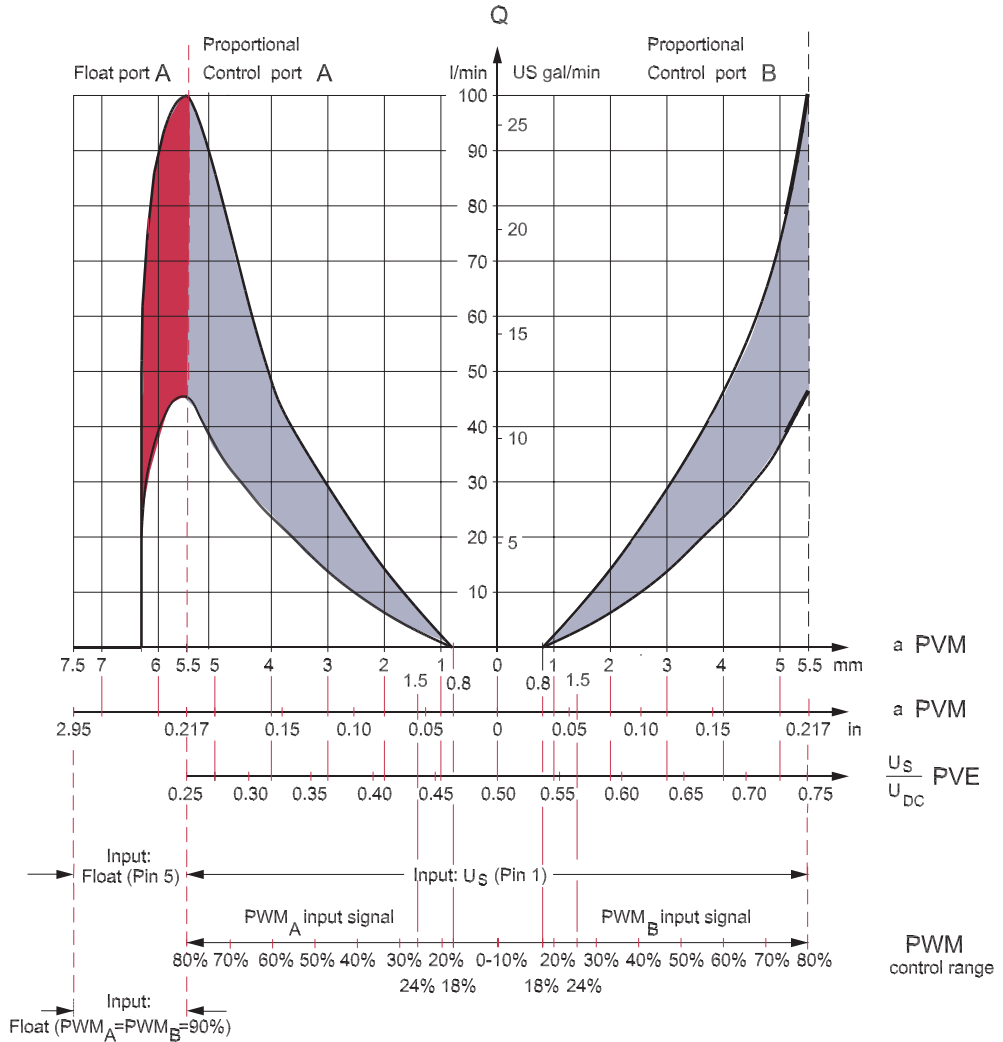 Q
Proportional
Proportional
Float port A
Control port A
l/min
US gal/min
Control port B
100
90
80
70
60
50
40
30
20
10
25
20
15
10
5
7.5 7 6 5.5 5 4 3 2 1 0 1 2 3 4 5 5.5 mm
a PVM
1.5 0.8 0.8 1.5
a PVM
2.95 0.217 0.15 0.10 0.05 0 0.05 0.10 0.15 0.217 in
U_S
U_DC
PVE
0.25 0.30 0.35 0.40 0.45 0.50 0.55 0.60 0.65 0.70 0.75
Input:
Float (Pin 5)
Input: U_S (Pin 1)
PWM_A input signal
PWM_B input signal
PWM
control range
80% 70% 60% 50% 40% 30% 20% 0-10% 20% 30% 40% 50% 60% 70% 80%
24% 18% 18% 24%
Input:
Float (PWM_A=PWM_B=90%)